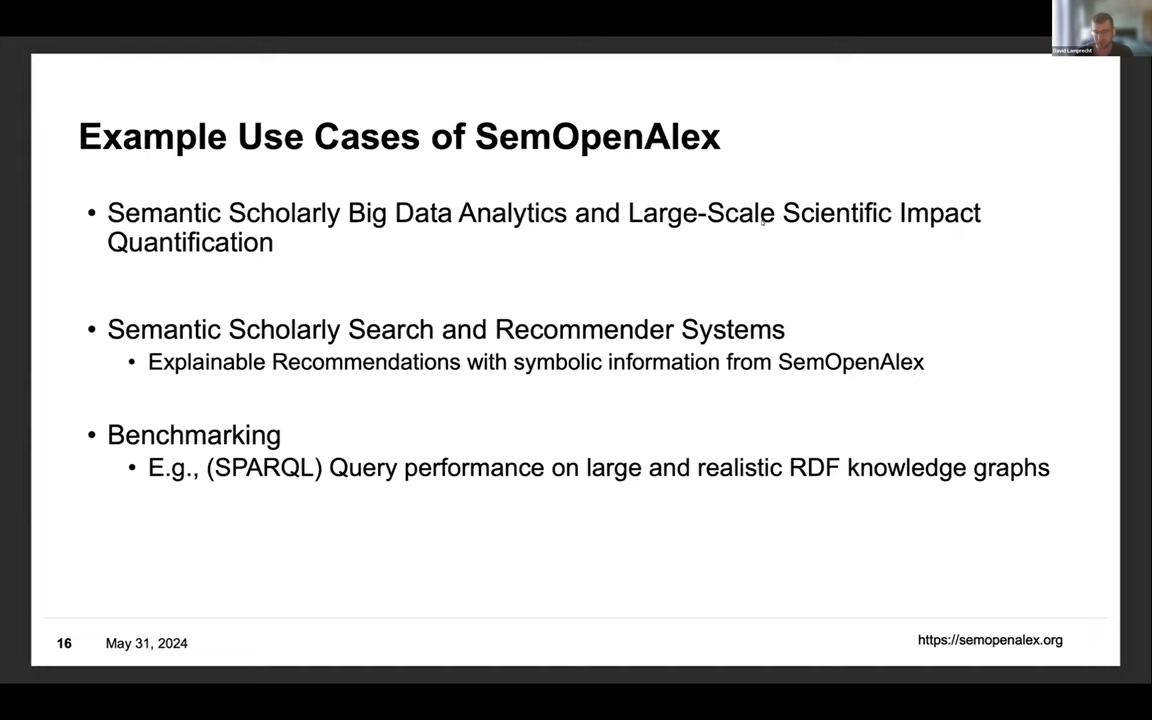 David Lamprecht
Example Use Cases of SemOpenAlex
• Semantic Scholarly Big Data Analytics and Large-Scale Scientific Impact
Quantification
• Semantic Scholarly Search and Recommender Systems
• Explainable Recommendations with symbolic information from SemOpenAlex
• Benchmarking
• E.g., (SPARQL) Query performance on large and realistic RDF knowledge graphs
16 May 31, 2024 https://semopenalex.org